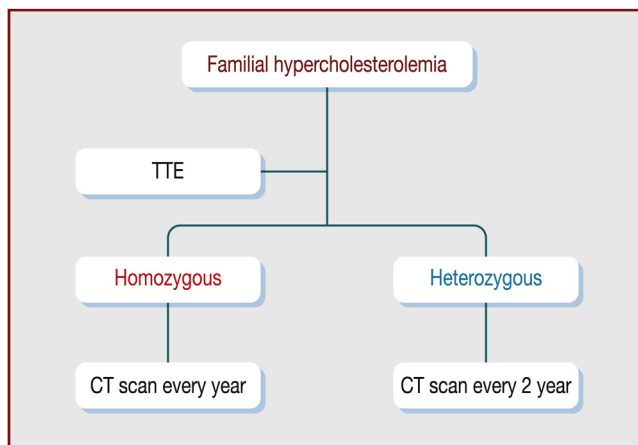 Familial hypercholesterolemia
TTE
Homozygous
Heterozygous
CT scan every year
CT scan every 2 year